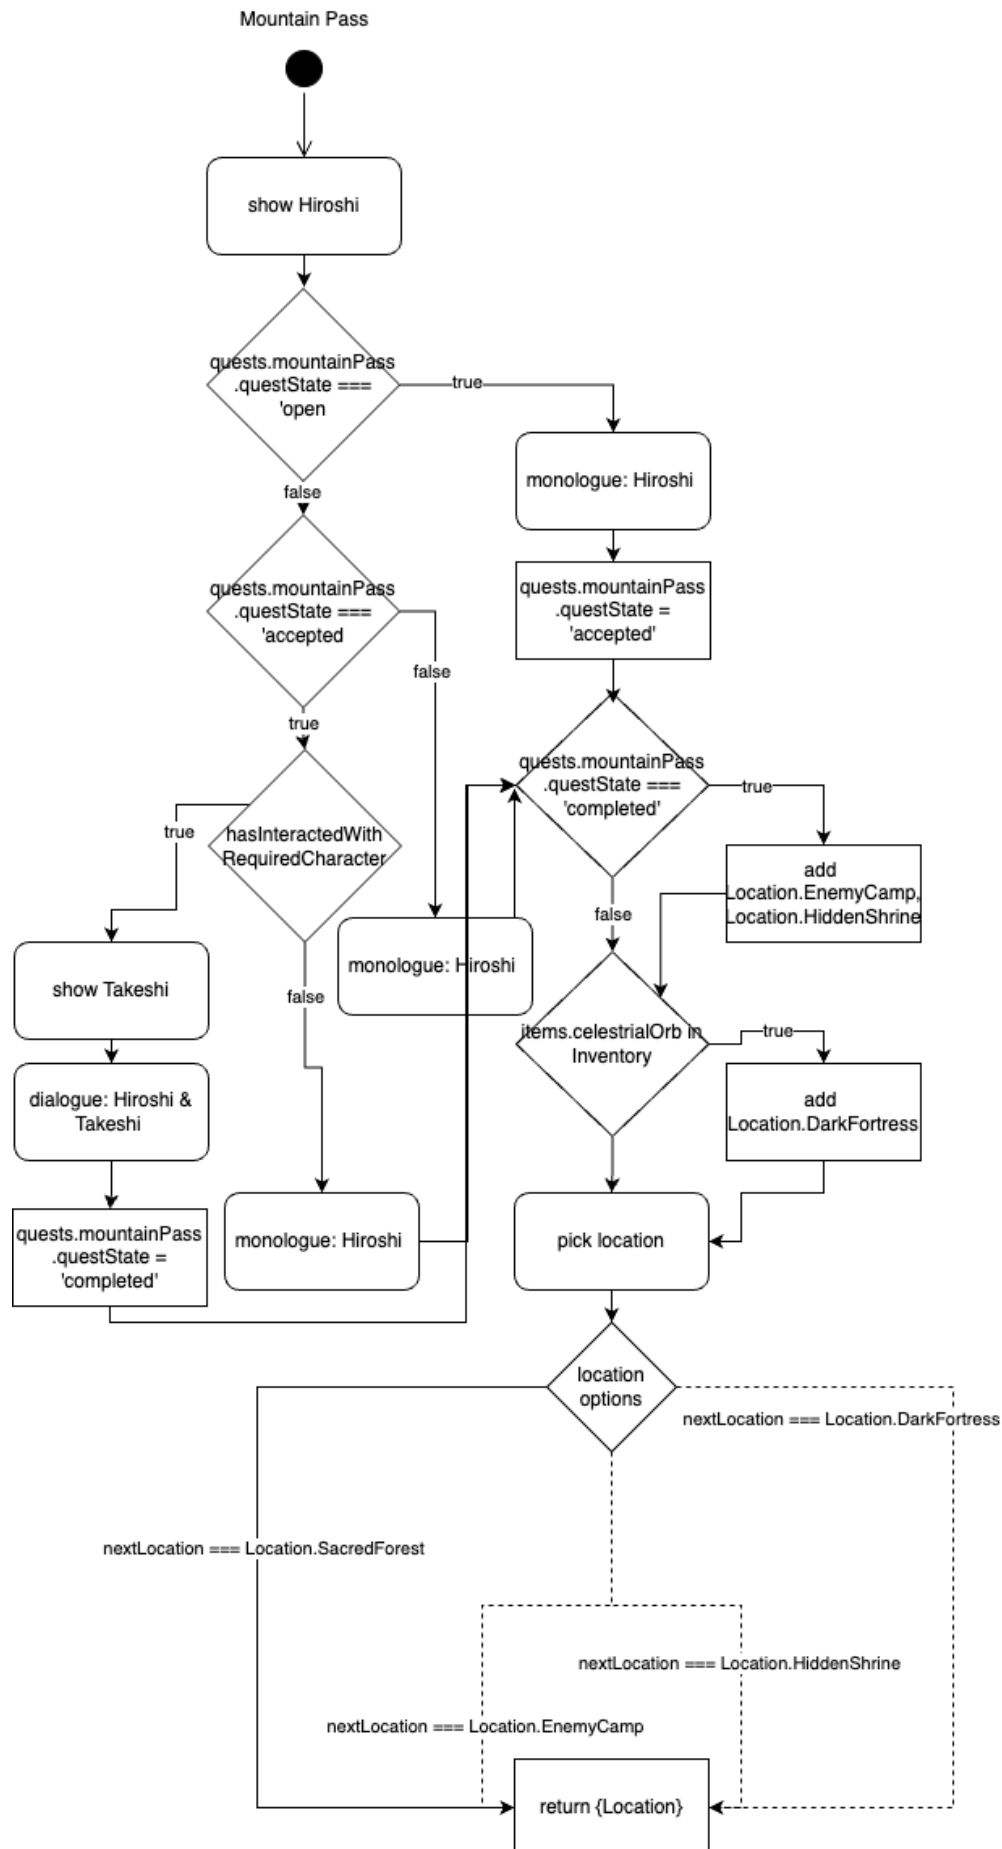 Mountain Pass
show Hiroshi
quests.mountainPass
.questState ===
'open
true
false
monologue: Hiroshi
quests.mountainPass
.questState ===
'accepted
quests.mountainPass
.questState =
'accepted'
false
true
quests.mountainPass
.questState ===
'completed'
true
hasInteractedWith
RequiredCharacter
true
add
Location.EnemyCamp,
Location.HiddenShrine
false
monologue: Hiroshi
show Takeshi
false
items.celestrialOrb in
Inventory
true
dialogue: Hiroshi &
Takeshi
add
Location.DarkFortress
quests.mountainPass
.questState =
'completed'
monologue: Hiroshi
pick location
location
options
nextLocation === Location.DarkFortress
nextLocation === Location.SacredForest
nextLocation === Location.HiddenShrine
nextLocation === Location.EnemyCamp
return {Location}